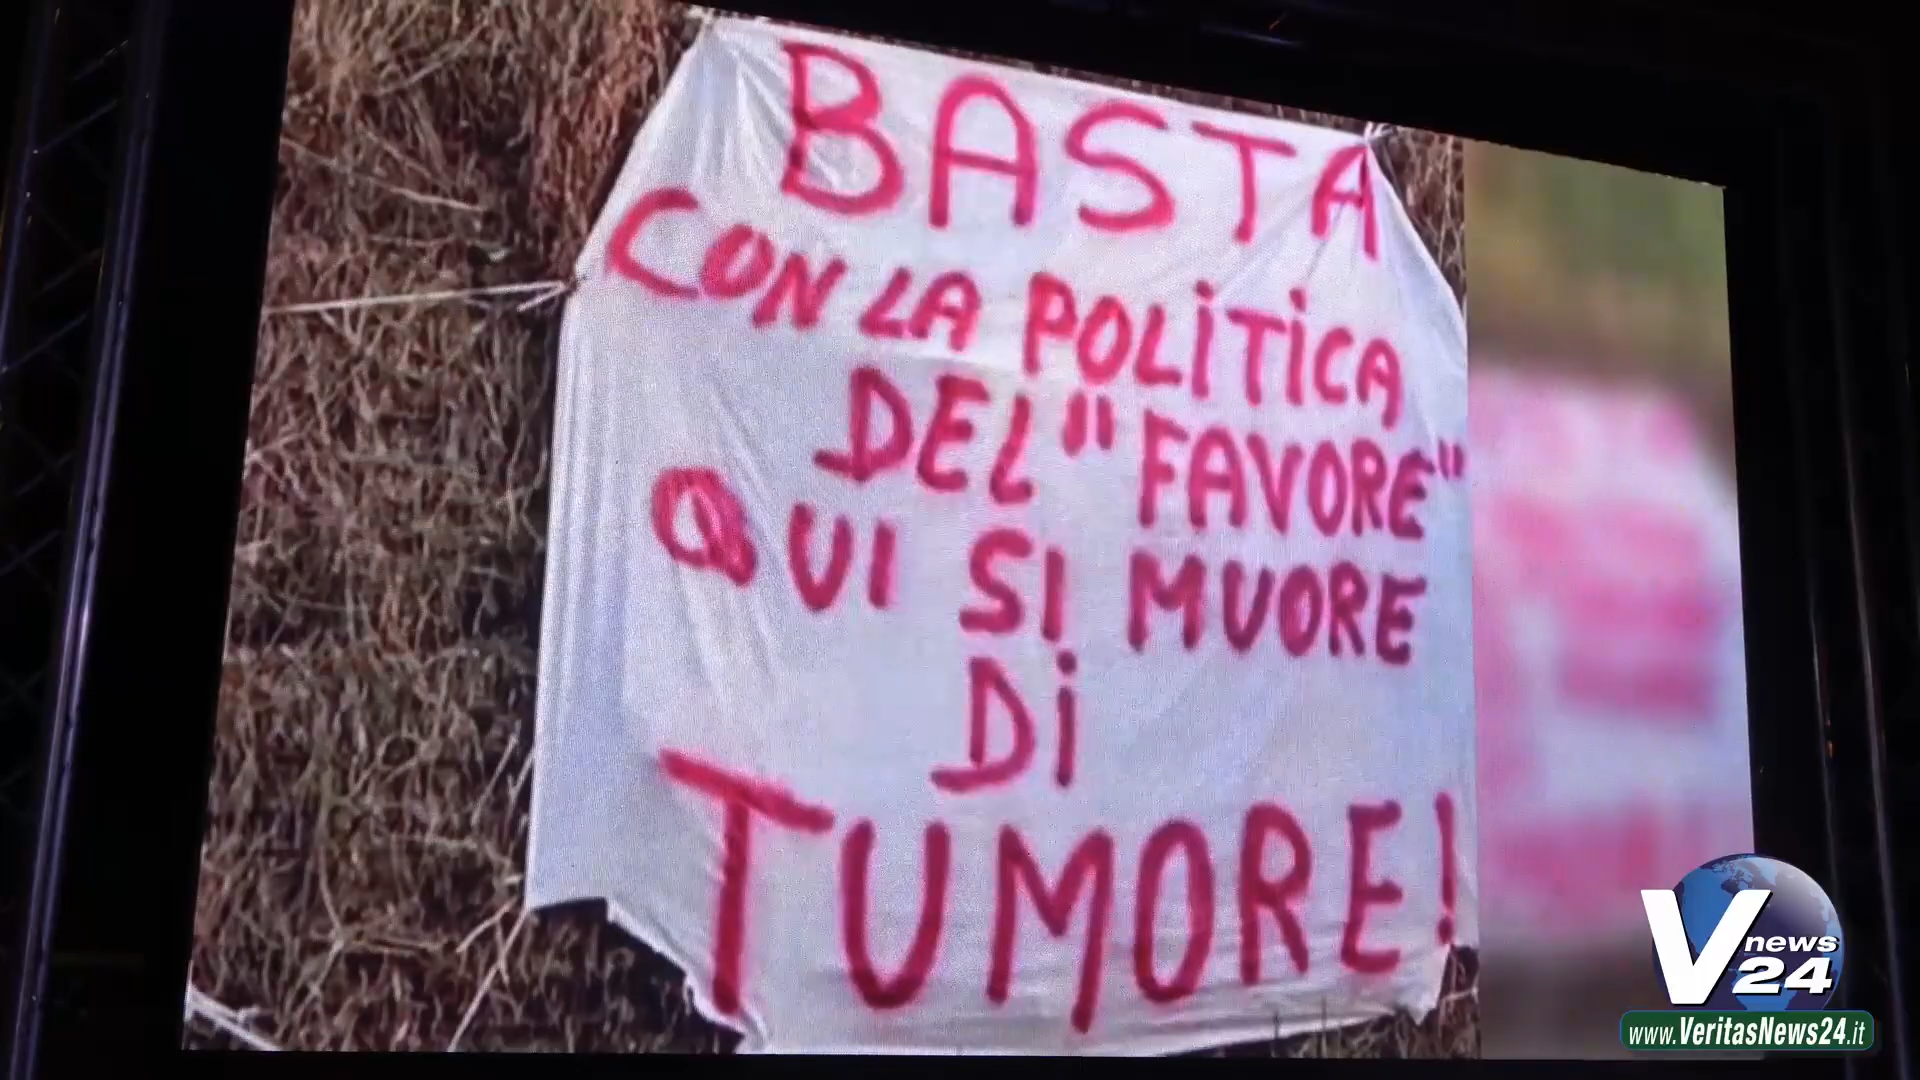 BASTA
CON LA POLiTiCA
DEL "FAVORE"
QUI SI MUORE
Di
TUMORE!
V news
24
www.VeritasNews24.it